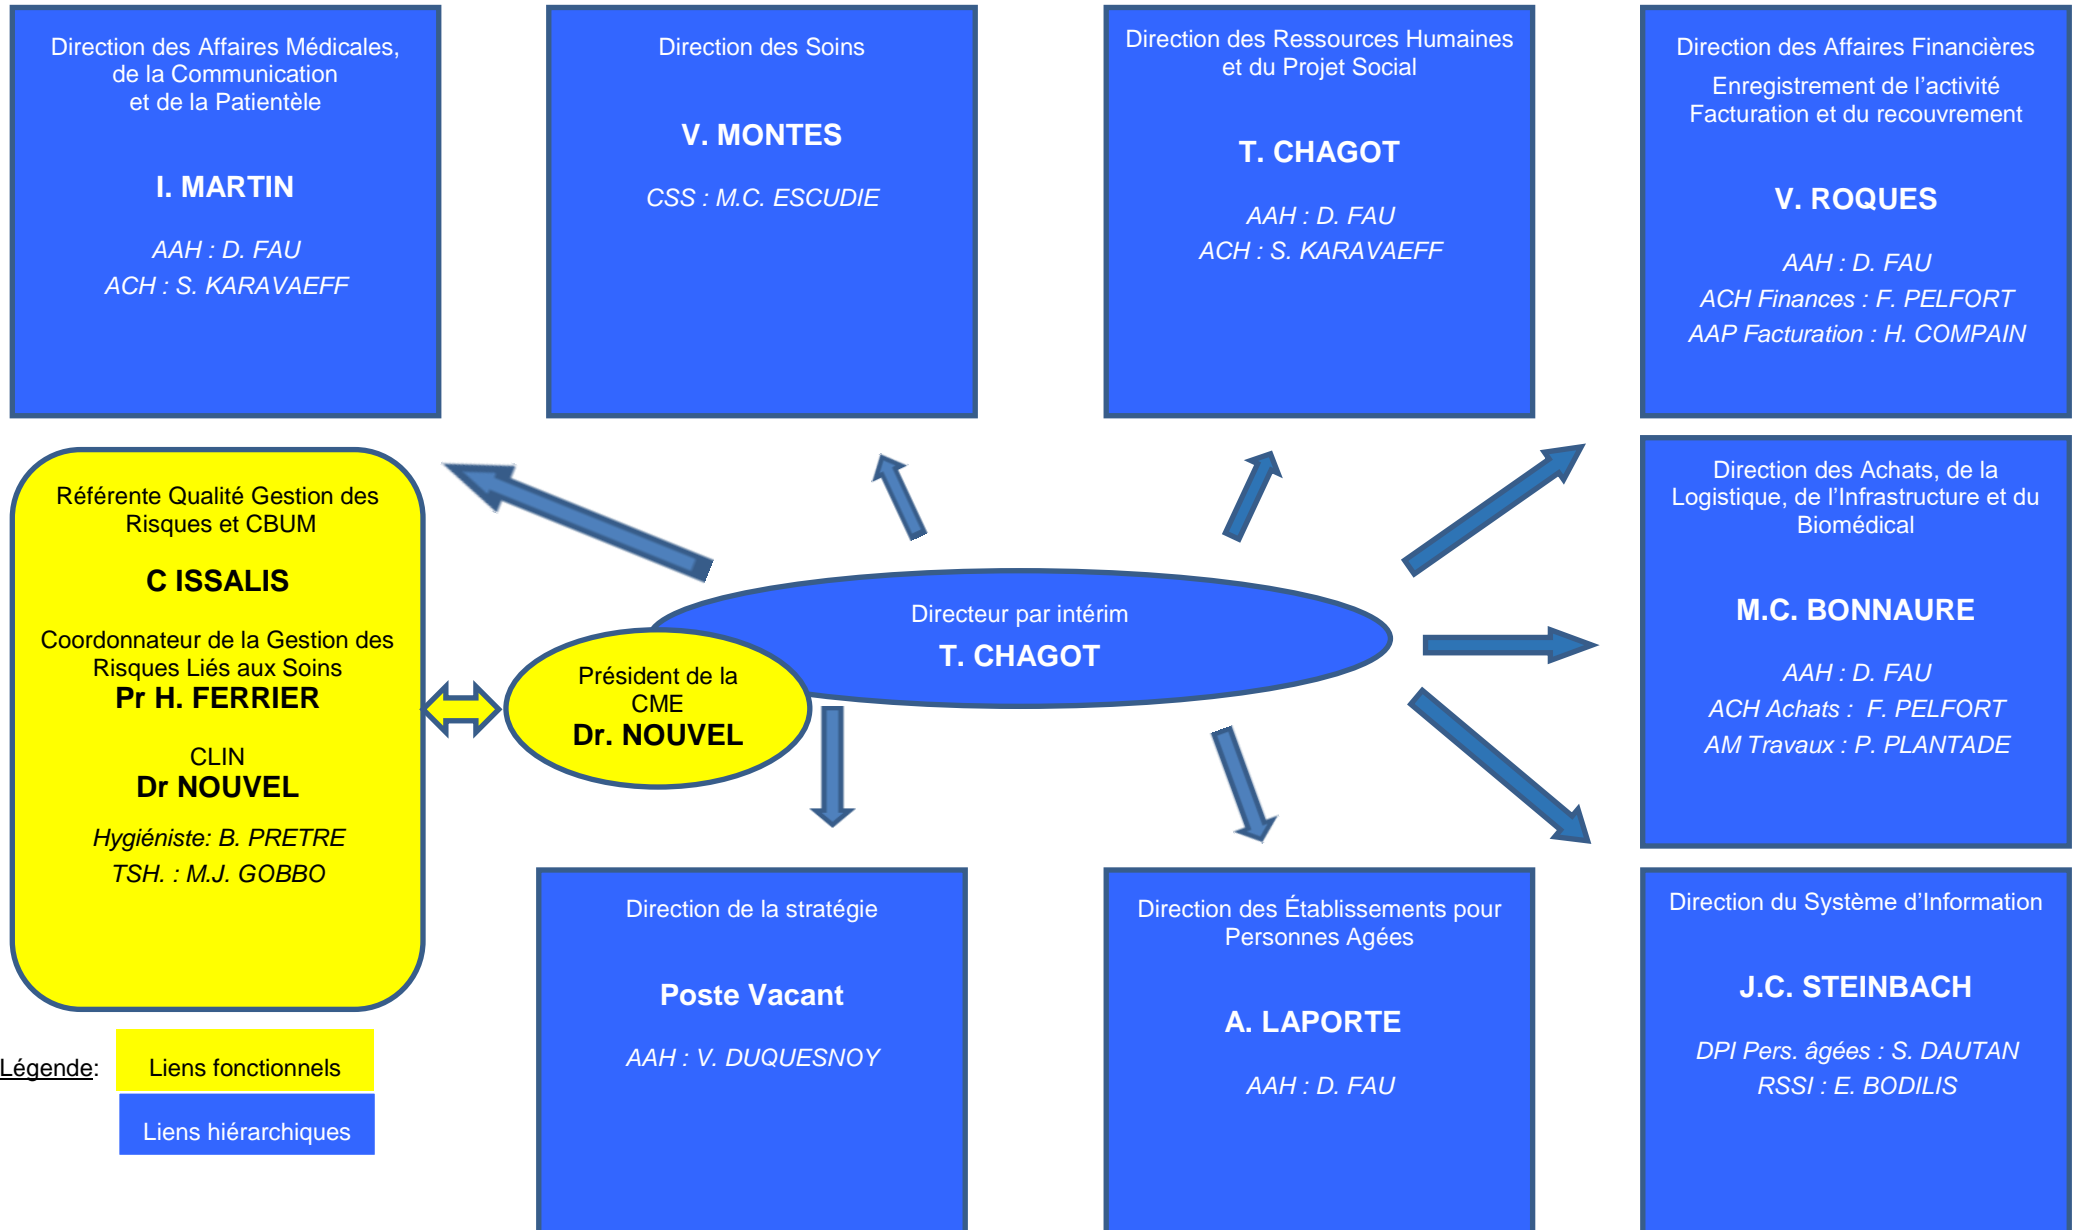 Direction des Affaires Médicales,
de la Communication
et de la Patientèle
I. MARTIN
AAH : D. FAU
ACH : S. KARAVAEFF
Direction des Soins
V. MONTES
CSS : M.C. ESCUDIE
Direction des Ressources Humaines
et du Projet Social
T. CHAGOT
AAH : D. FAU
ACH : S. KARAVAEFF
Direction des Affaires Financières
Enregistrement de l’activité
Facturation et du recouvrement
V. ROQUES
AAH : D. FAU
ACH Finances : F. PELFORT
AAP Facturation : H. COMPAIN
Référente Qualité Gestion des
Risques et CBUM
C ISSALIS
Coordonnateur de la Gestion des
Risques Liés aux Soins
Pr H. FERRIER
CLIN
Dr NOUVEL
Hygiéniste: B. PRETRE
TSH. : M.J. GOBBO
Président de la
CME
Dr. NOUVEL
Directeur par intérim
T. CHAGOT
Direction des Achats, de la
Logistique, de l’Infrastructure et du
Biomédical
M.C. BONNAURE
AAH : D. FAU
ACH Achats :  F. PELFORT
AM Travaux : P. PLANTADE
Direction de la stratégie
Poste Vacant
AAH : V. DUQUESNOY
Direction des Établissements pour
Personnes Agées
A. LAPORTE
AAH : D. FAU
Direction du Système d’Information
J.C. STEINBACH
DPI Pers. âgées : S. DAUTAN
RSSI : E. BODILIS
Légende:
Liens fonctionnels
Liens hiérarchiques